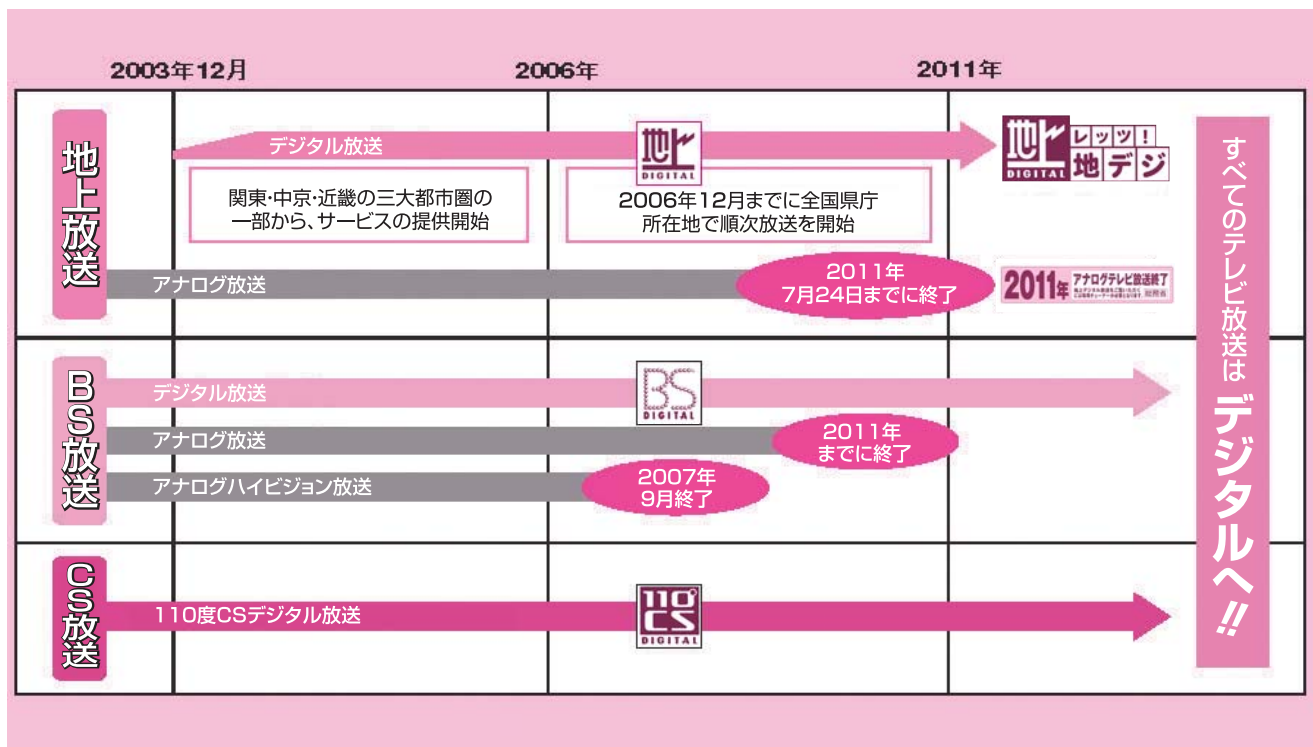 2003年12月
2006年
2011年
地上放送
デジタル放送
地上
DIGITAL
関東・中京・近畿の三大都市圏の
一部から、サービスの提供開始
2006年12月までに全国県庁
所在地で順次放送を開始
地上
DIGITAL
レッツ!
地デジ
アナログ放送
2011年
7月24日までに終了
2011年
アナログテレビ放送終了
BS放送
デジタル放送
BS
DIGITAL
アナログ放送
2011年
までに終了
アナログハイビジョン放送
2007年
9月終了
CS放送
110度CSデジタル放送
110°
CS
DIGITAL
すべてのテレビ放送は デジタルへ!!